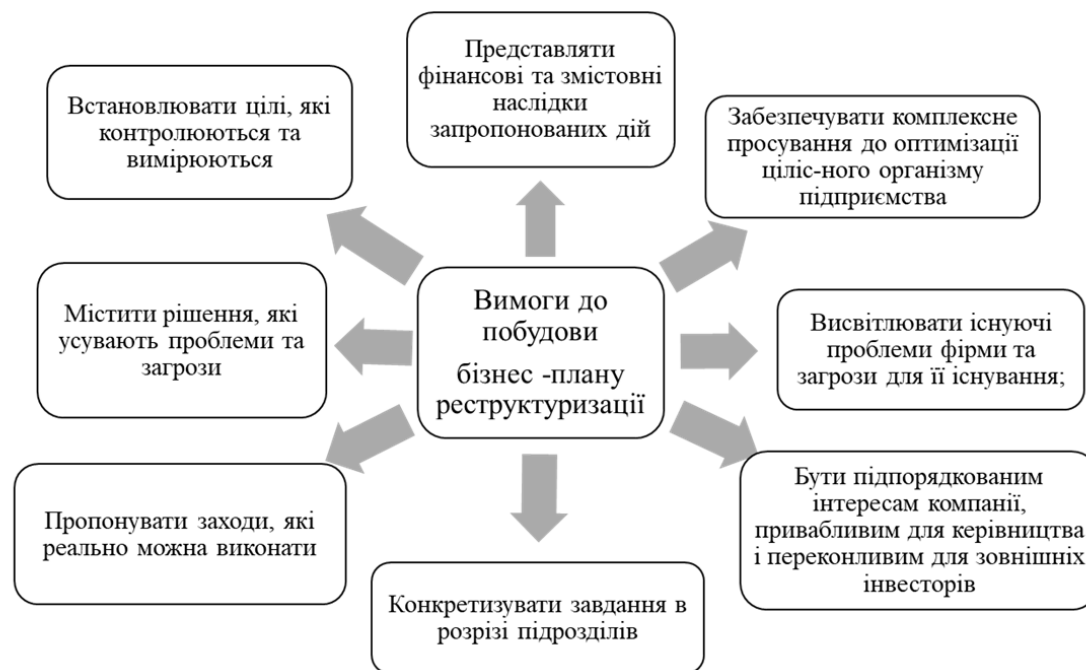 Представляти
фінансові та змістовні
наслідки
запропонованих дій
Встановлювати цілі, які
контролюються та
вимірюються
Забезпечувати комплексне
просування до оптимізації
ціліс-ного організму
підприємства
Вимоги до
побудови
бізнес -плану
реструктуризації
Містити рішення, які
усувають проблеми та
загрози
Висвітлювати існуючі
проблеми фірми та
загрози для її існування;
Пропонувати заходи, які
реально можна виконати
Бути підпорядкованим
інтересам компанії,
привабливим для керівництва
і переконливим для зовнішніх
інвесторів
Конкретизувати завдання в
розрізі підрозділів